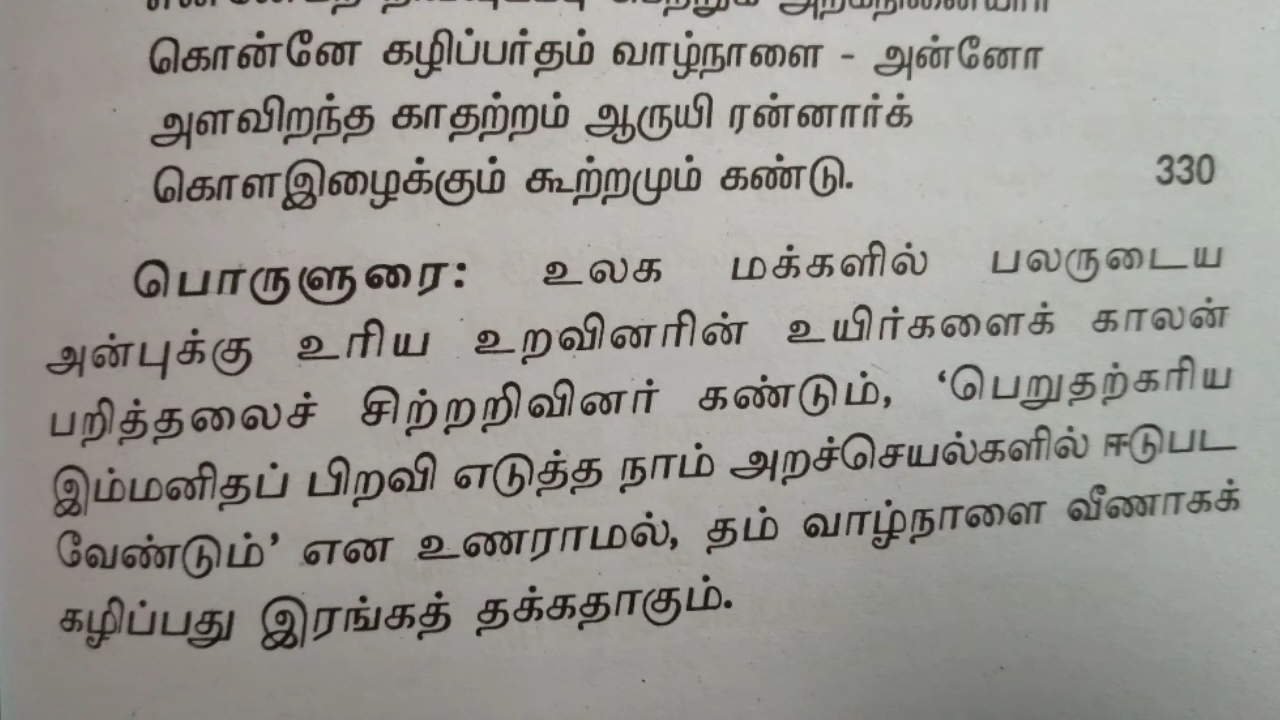 கொன்னே கழிப்பர்தம் வாழ்நாளை - அன்னோ
அளவிறந்த காதற்றம் ஆருயி ரன்னார்க்
கொளஇழைக்கும் கூற்றமும் கண்டு. 330
பொருளுரை: உலக மக்களில் பலருடைய
அன்புக்கு உரிய உறவினரின் உயிர்களைக் காலன்
பறித்தலைச் சிற்றறிவினர் கண்டும், ‘பெறுதற்கரிய
இம்மனிதப் பிறவி எடுத்த நாம் அறச்செயல்களில் ஈடுபட
வேண்டும்’ என உணராமல், தம் வாழ்நாளை வீணாகக்
கழிப்பது இரங்கத் தக்கதாகும்.